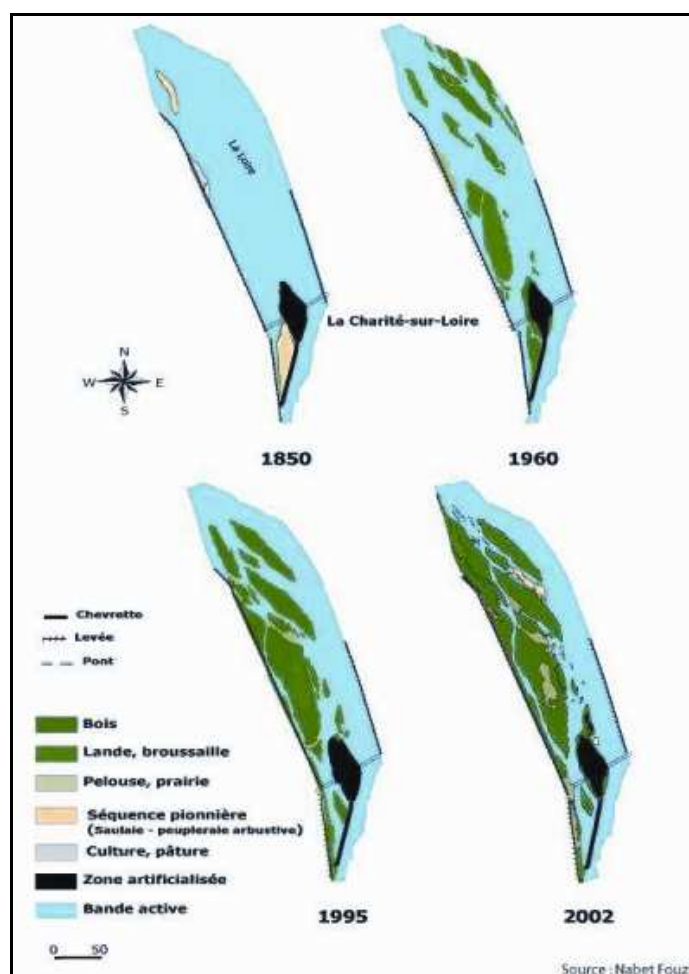 La Loire
La Charité-sur-Loire
N
W E
S
1850
1960
Chevrette
Levée
Pont
Bois
Lande, broussaille
Pelouse, prairie
Séquence pionnière
(Saulaie - peupleraie arbustive)
Culture, pâture
Zone artificialisée
Bande active
1995
2002
0 50
Source : Nabet Fouz